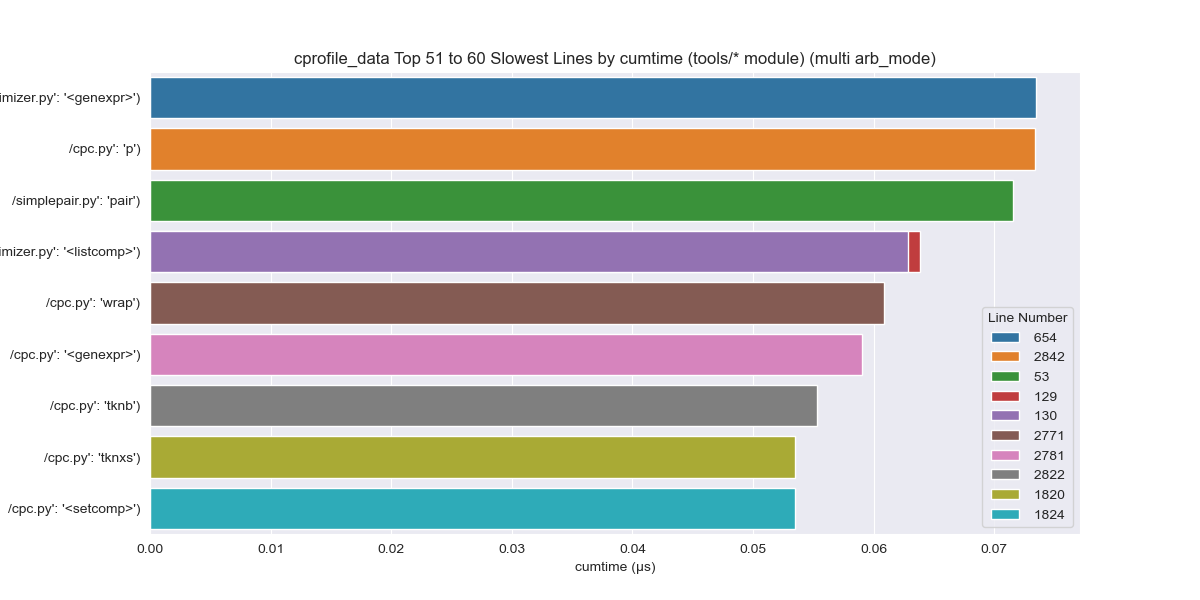 cprofile_data Top 51 to 60 Slowest Lines by cumtime (tools/* module) (multi arb_mode)
imizer.py': '<genexpr>')
/cpc.py': 'p')
/simplepair.py': 'pair')
imizer.py': '<listcomp>')
/cpc.py': 'wrap')
/cpc.py': '<genexpr>')
/cpc.py': 'tknb')
/cpc.py': 'tknxs')
/cpc.py': '<setcomp>')
Line Number
654
2842
53
129
130
2771
2781
2822
1820
1824
0.00 0.01 0.02 0.03 0.04 0.05 0.06 0.07
cumtime (µs)